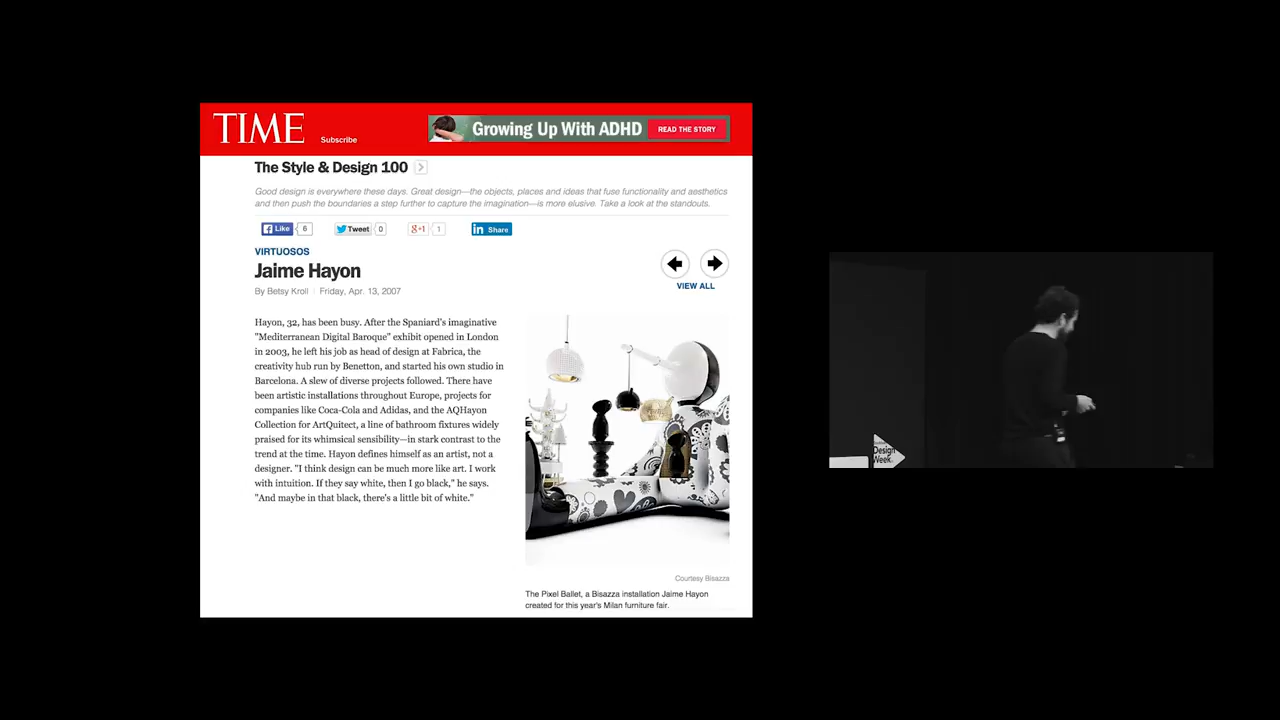 TIME
Subscribe
Growing Up With ADHD
READ THE STORY
The Style & Design 100
Good design is everywhere these days. Great design—the objects, places and ideas that fuse functionality and aesthetics
and then push the boundaries a step further to capture the imagination—is more elusive. Take a look at the standouts.
Like 6
Tweet 0
g+1 1
in Share
VIRTUOSOS
Jaime Hayon
By Betsy Kroll Friday, Apr. 13, 2007
VIEW ALL
Hayon, 32, has been busy. After the Spaniard's imaginative
"Mediterranean Digital Baroque" exhibit opened in London
in 2003, he left his job as head of design at Fabrica, the
creativity hub run by Benetton, and started his own studio in
Barcelona. A slew of diverse projects followed. There have
been artistic installations throughout Europe, projects for
companies like Coca-Cola and Adidas, and the AQHayon
Collection for ArtQuitect, a line of bathroom fixtures widely
praised for its whimsical sensibility—in stark contrast to the
trend at the time. Hayon defines himself as an artist, not a
designer. "I think design can be much more like art. I work
with intuition. If they say white, then I go black," he says.
"And maybe in that black, there's a little bit of white."
Courtesy Bisazza
The Pixel Ballet, a Bisazza installation Jaime Hayon
created for this year's Milan furniture fair.
Design
Week